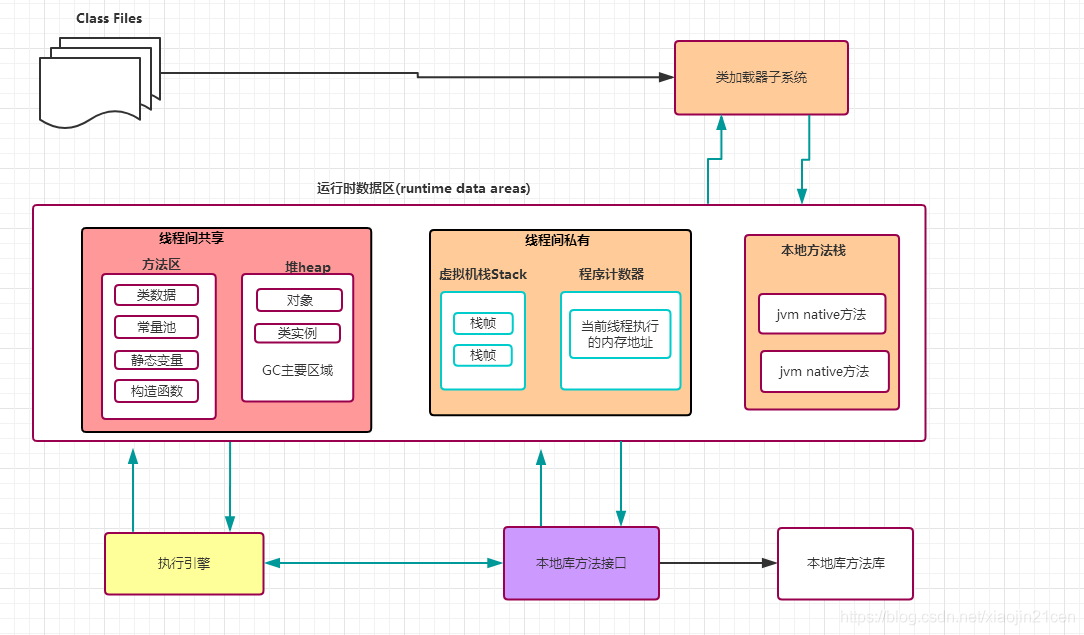 Class Files
类加载器子系统
运行时数据区(runtime data areas)
线程间共享
方法区
类数据
常量池
静态变量
构造函数
堆heap
对象
类实例
GC主要区域
线程间私有
虚拟机栈Stack
栈帧
栈帧
程序计数器
当前线程执行
的内存地址
本地方法栈
jvm native方法
jvm native方法
执行引擎
本地库方法接口
本地库方法库
https://blog.csdn.net/xiaojin21cen